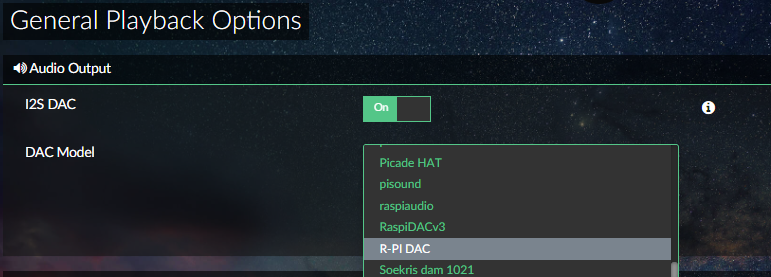 General Playback Options
Audio Output
I2S DAC
On
DAC Model
Picade HAT
pisound
raspiaudio
RaspiDACv3
R-PI DAC
Soekris dam 1021